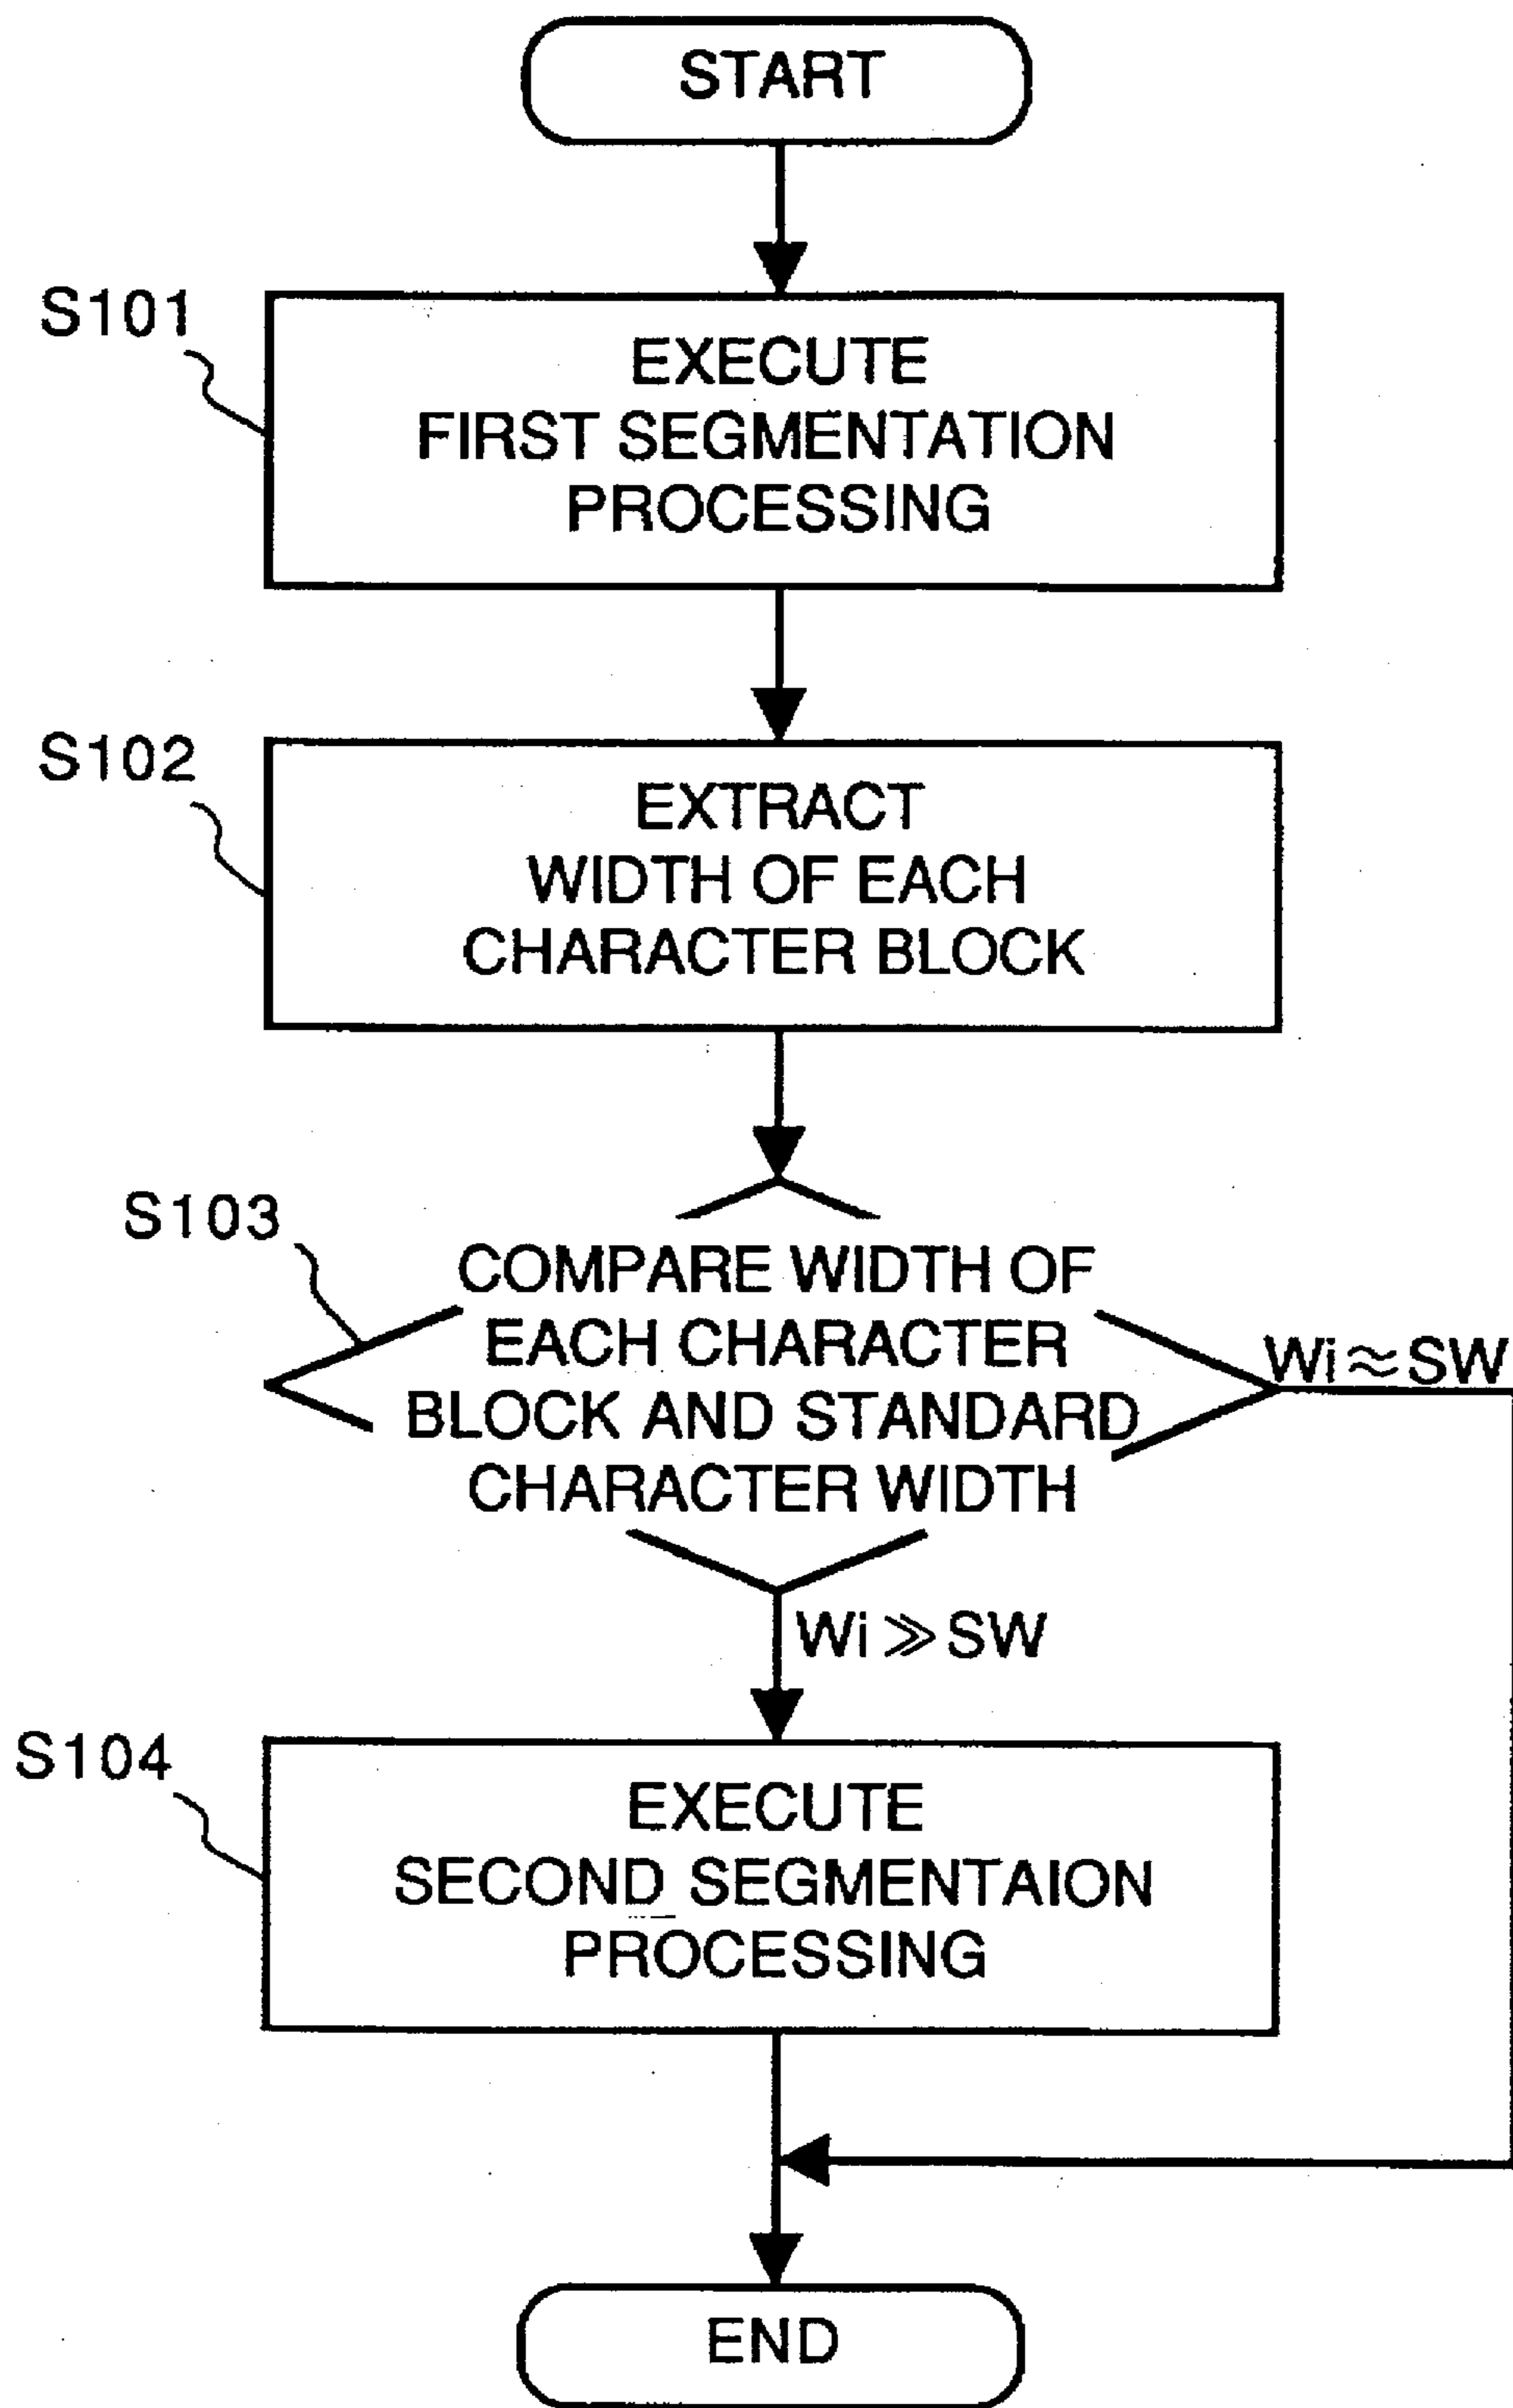 START
S101
EXECUTE
FIRST SEGMENTATION
PROCESSING
S102
EXTRACT
WIDTH OF EACH
CHARACTER BLOCK
S103
COMPARE WIDTH OF
EACH CHARACTER
BLOCK AND STANDARD
CHARACTER WIDTH
Wi≈SW
Wi≫SW
S104
EXECUTE
SECOND SEGMENTAION
PROCESSING
END